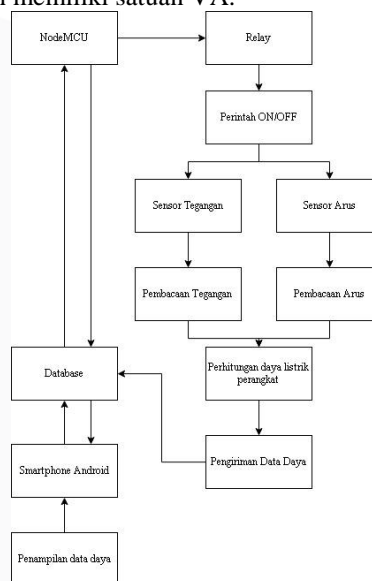 memiliki satuan VA.
NodeMCU
Relay
Perintah ON/OFF
Sensor Tegangan
Sensor Arus
Pembacaan Tegangan
Pembacaan Arus
Database
Perhitungan daya listrik
perangkat
Smartphone Android
Pengiriman Data Daya
Penampilan data daya